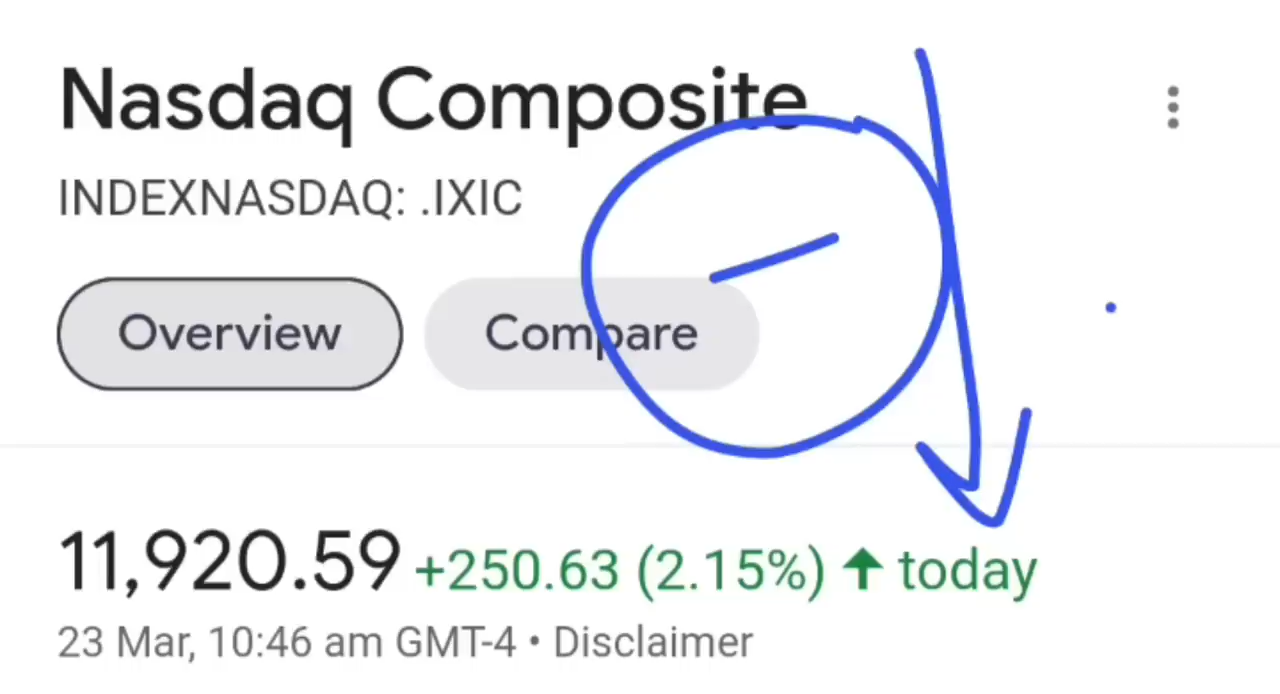 Nasdaq Composite
INDEXNASDAQ: .IXIC
Overview Compare
11,920.59 +250.63 (2.15%) ↑ today
23 Mar, 10:46 am GMT-4 • Disclaimer